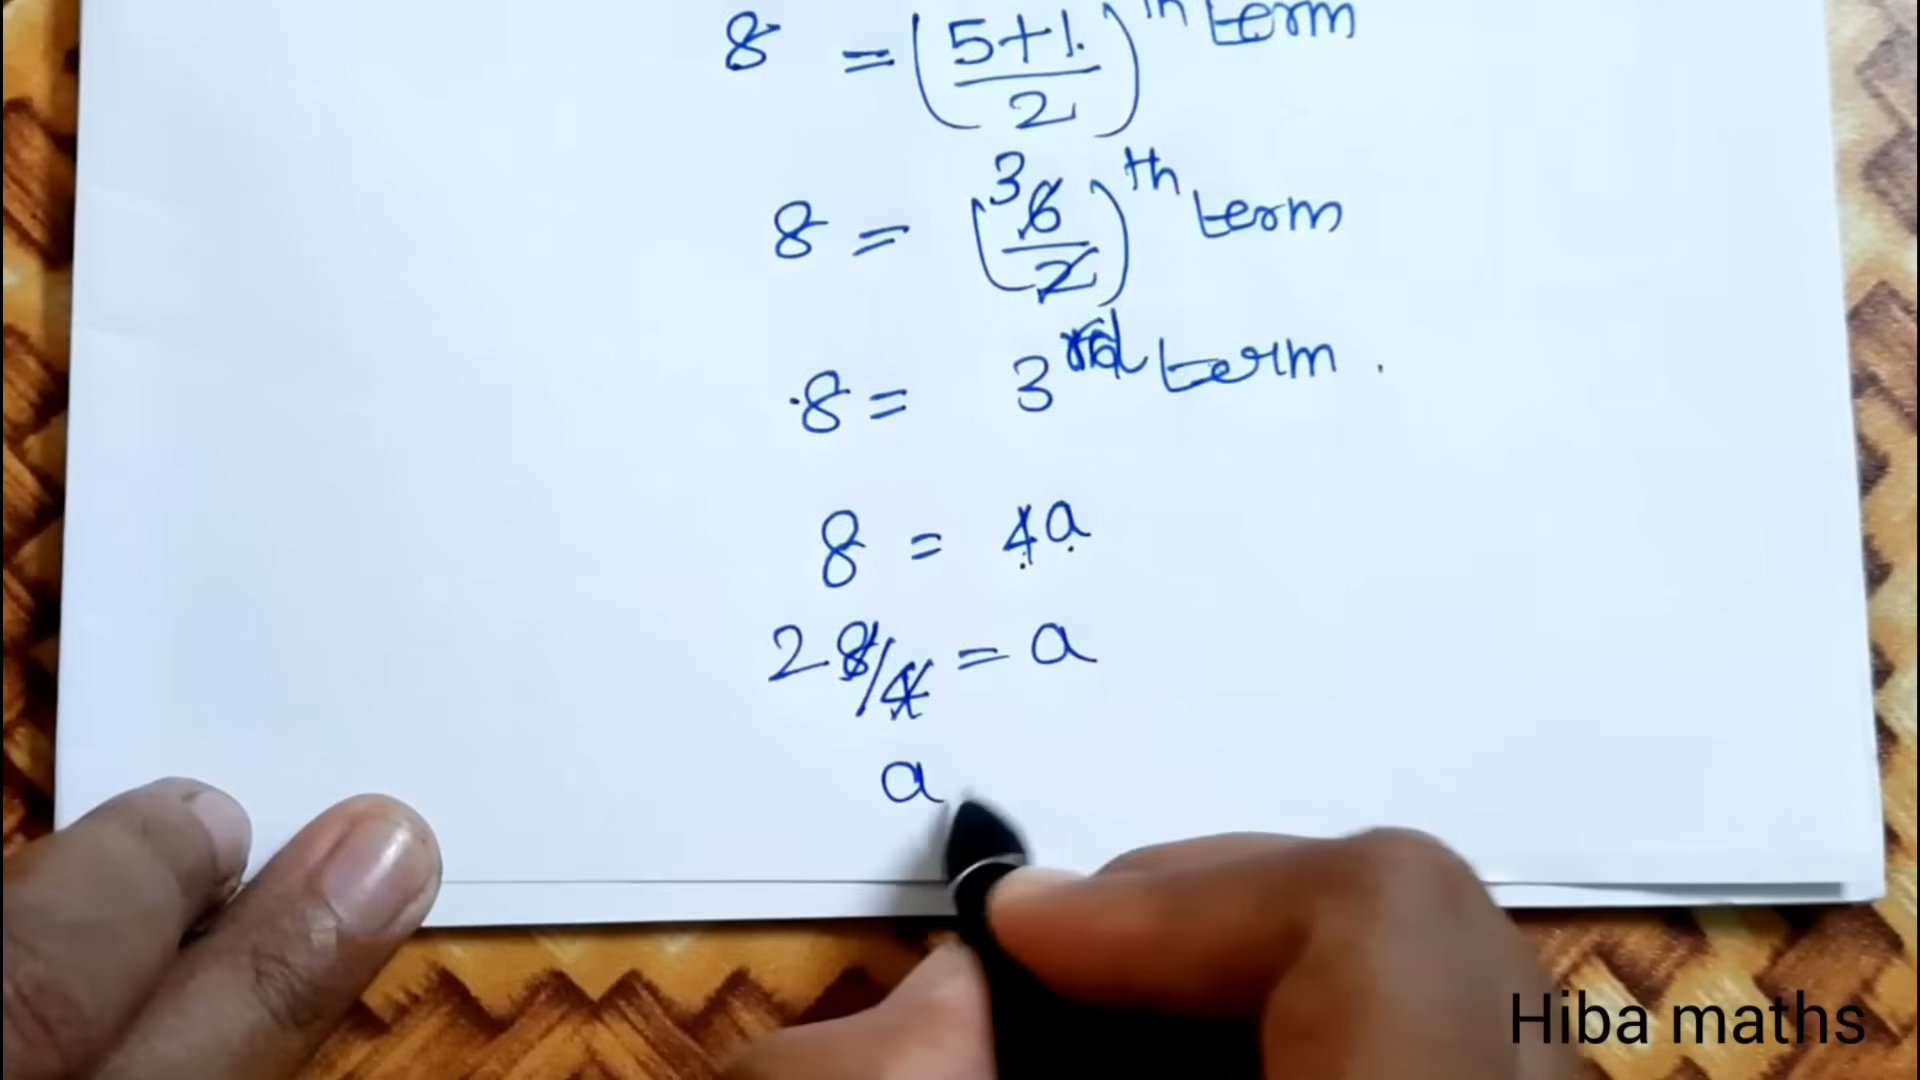 8 = (5+1/2)th term
8 = (3 6/2)th term
8 = 3rd term.
8 = 4a
2 8/4 = a
a
Hiba maths